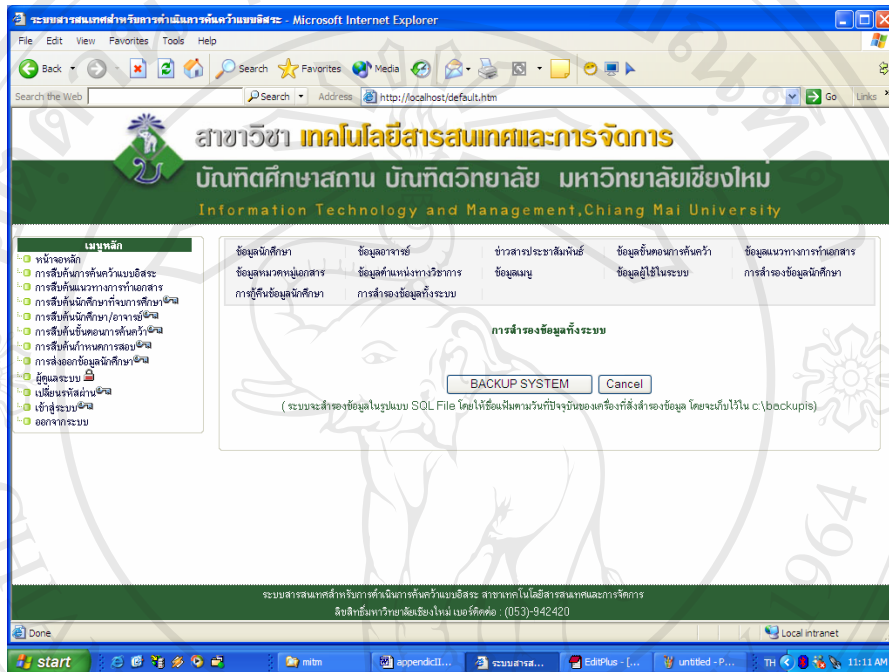 ระบบสารสนเทศสำหรับการดำเนินการค้นคว้าแบบอิสระ - Microsoft Internet Explorer
File Edit View Favorites Tools Help
Back Search Favorites Media
Search the Web Search Address http://localhost/default.htm Go Links
สาขาวิชา เทคโนโลยีสารสนเทศและการจัดการ
บัณฑิตศึกษาสถาน บัณฑิตวิทยาลัย มหาวิทยาลัยเชียงใหม่
Information Technology and Management,Chiang Mai University
เมนูหลัก
หน้าจอหลัก
การสืบค้นการค้นคว้าแบบอิสระ
การสืบค้นแนวทางการทำเอกสาร
การสืบค้นนักศึกษาที่จบการศึกษา
การสืบค้นนักศึกษา/อาจารย์
การสืบค้นขั้นตอนการค้นคว้า
การสืบค้นกำหนดการสอบ
การส่งออกข้อมูลนักศึกษา
ผู้ดูแลระบบ
เปลี่ยนรหัสผ่าน
เข้าสู่ระบบ
ออกจากระบบ
ข้อมูลนักศึกษา ข้อมูลอาจารย์ ข่าวสารประชาสัมพันธ์ ข้อมูลขั้นตอนการค้นคว้า ข้อมูลแนวทางการทำเอกสาร
ข้อมูลหมวดหมู่เอกสาร ข้อมูลตำแหน่งทางวิชาการ ข้อมูลเมนู ข้อมูลผู้ใช้ในระบบ การสำรองข้อมูลนักศึกษา
การกู้คืนข้อมูลนักศึกษา การสำรองข้อมูลทั้งระบบ
การสำรองข้อมูลทั้งระบบ
BACKUP SYSTEM Cancel
( ระบบจะสำรองข้อมูลในรูปแบบ SQL File โดยให้ชื่อแฟ้มตามวันที่ปัจจุบันของเครื่องที่สั่งสำรองข้อมูล โดยจะเก็บไว้ใน c:\backupis)
ระบบสารสนเทศสำหรับการดำเนินการค้นคว้าแบบอิสระ สาขาเทคโนโลยีสารสนเทศและการจัดการ
ลิขสิทธิ์มหาวิทยาลัยเชียงใหม่ เบอร์ติดต่อ : (053)-942420
Done Local intranet
start mitm appendicII... ระบบสารส... EditPlus - [... untitled - P... TH 11:11 AM
964